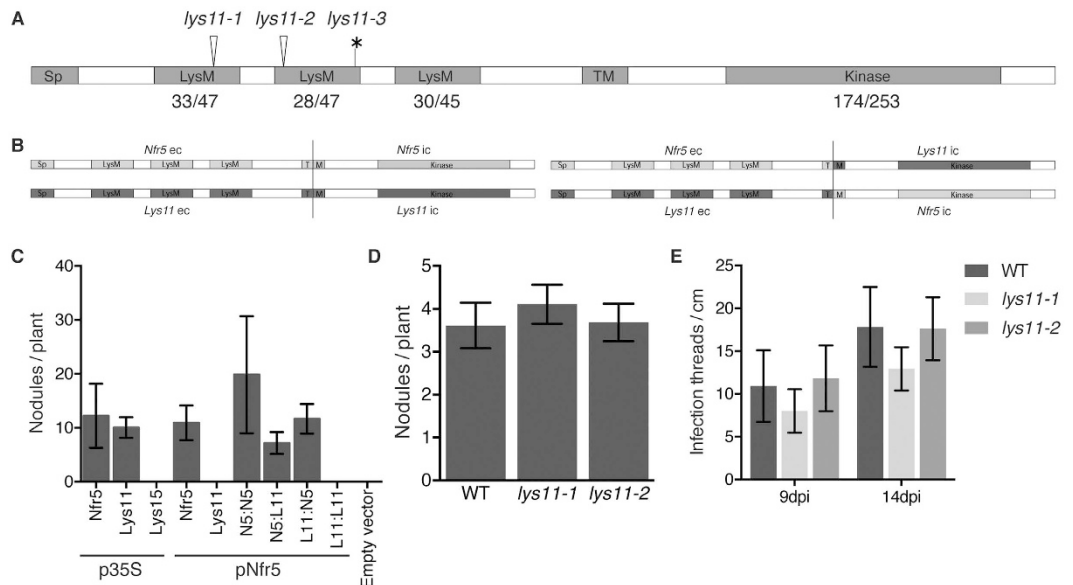 A
lys11-1 lys11-2 lys11-3
*
Sp LysM LysM LysM TM Kinase
33/47 28/47 30/45 174/253
B
Nfr5 ec Nfr5 ic
Sp LysM LysM LysM T M Kinase
Sp LysM LysM LysM T M Kinase
Lys11 ec Lys11 ic
Nfr5 ec Lys11 ic
Sp LysM LysM LysM T M Kinase
Sp LysM LysM LysM T M Kinase
Lys11 ec Nfr5 ic
C
Nodules / plant
40
30
20
10
0
Nfr5 Lys11 Lys15 Nfr5 Lys11 N5:N5 N5:L11 L11:N5 L11:L11 Empty vector
p35S pNfr5
D
Nodules / plant
5
4
3
2
1
0
WT lys11-1 lys11-2
E
Infection threads / cm
25
20
15
10
5
0
9dpi 14dpi
WT
lys11-1
lys11-2